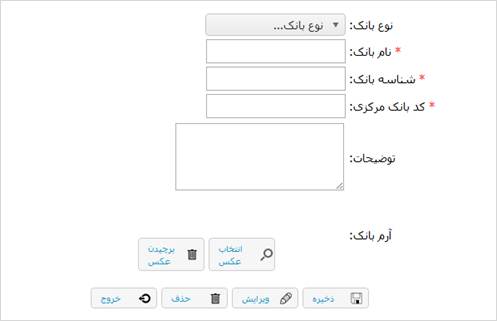 نوع بانک:
نوع بانک...
* نام بانک:
* شناسه بانک:
* کد بانک مرکزی:
توضیحات:
آرم بانک:
انتخاب
عکس
برچیدن
عکس
ذخیره
ویرایش
حذف
خروج